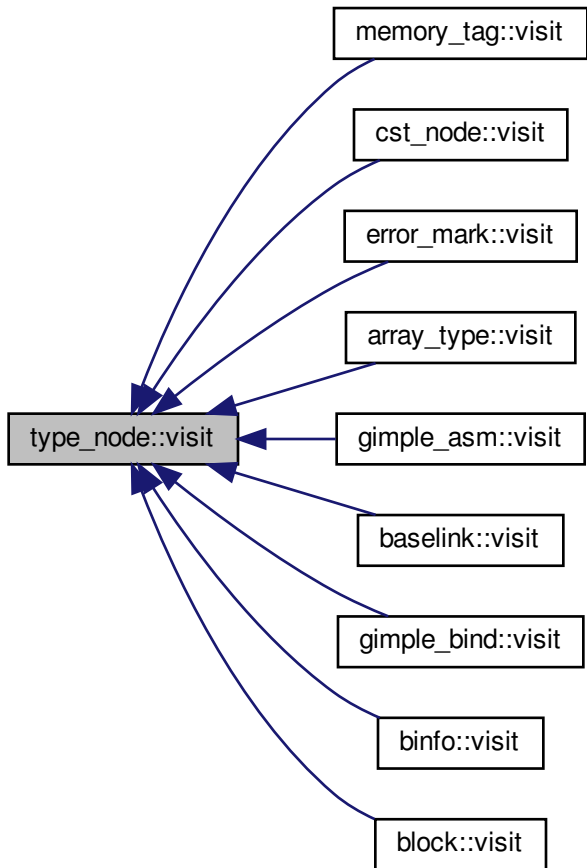 memory_tag::visit
cst_node::visit
error_mark::visit
array_type::visit
type_node::visit
gimple_asm::visit
baselink::visit
gimple_bind::visit
binfo::visit
block::visit